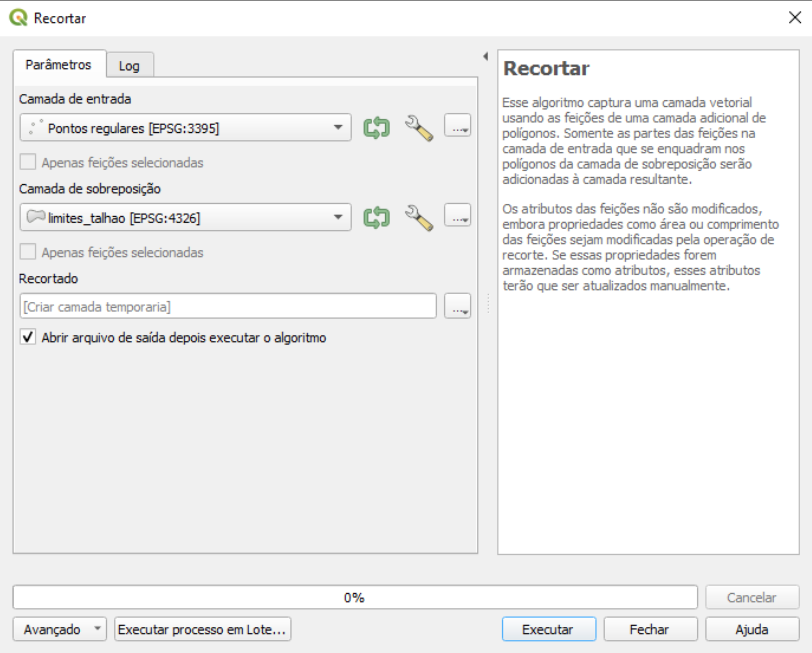 Recortar
Parâmetros
Log
Camada de entrada
Pontos regulares [EPSG:3395]
...
Apenas feições selecionadas
Camada de sobreposição
limites_talhao [EPSG:4326]
...
Apenas feições selecionadas
Recortado
[Criar camada temporaria]
...
Abrir arquivo de saída depois executar o algoritmo
Recortar
Esse algoritmo captura uma camada vetorial
usando as feições de uma camada adicional de
polígonos. Somente as partes das feições na
camada de entrada que se enquadram nos
polígonos da camada de sobreposição serão
adicionadas à camada resultante.
Os atributos das feições não são modificados,
embora propriedades como área ou comprimento
das feições sejam modificadas pela operação de
recorte. Se essas propriedades forem
armazenadas como atributos, esses atributos
terão que ser atualizados manualmente.
0%
Cancelar
Avançado
Executar processo em Lote...
Executar
Fechar
Ajuda